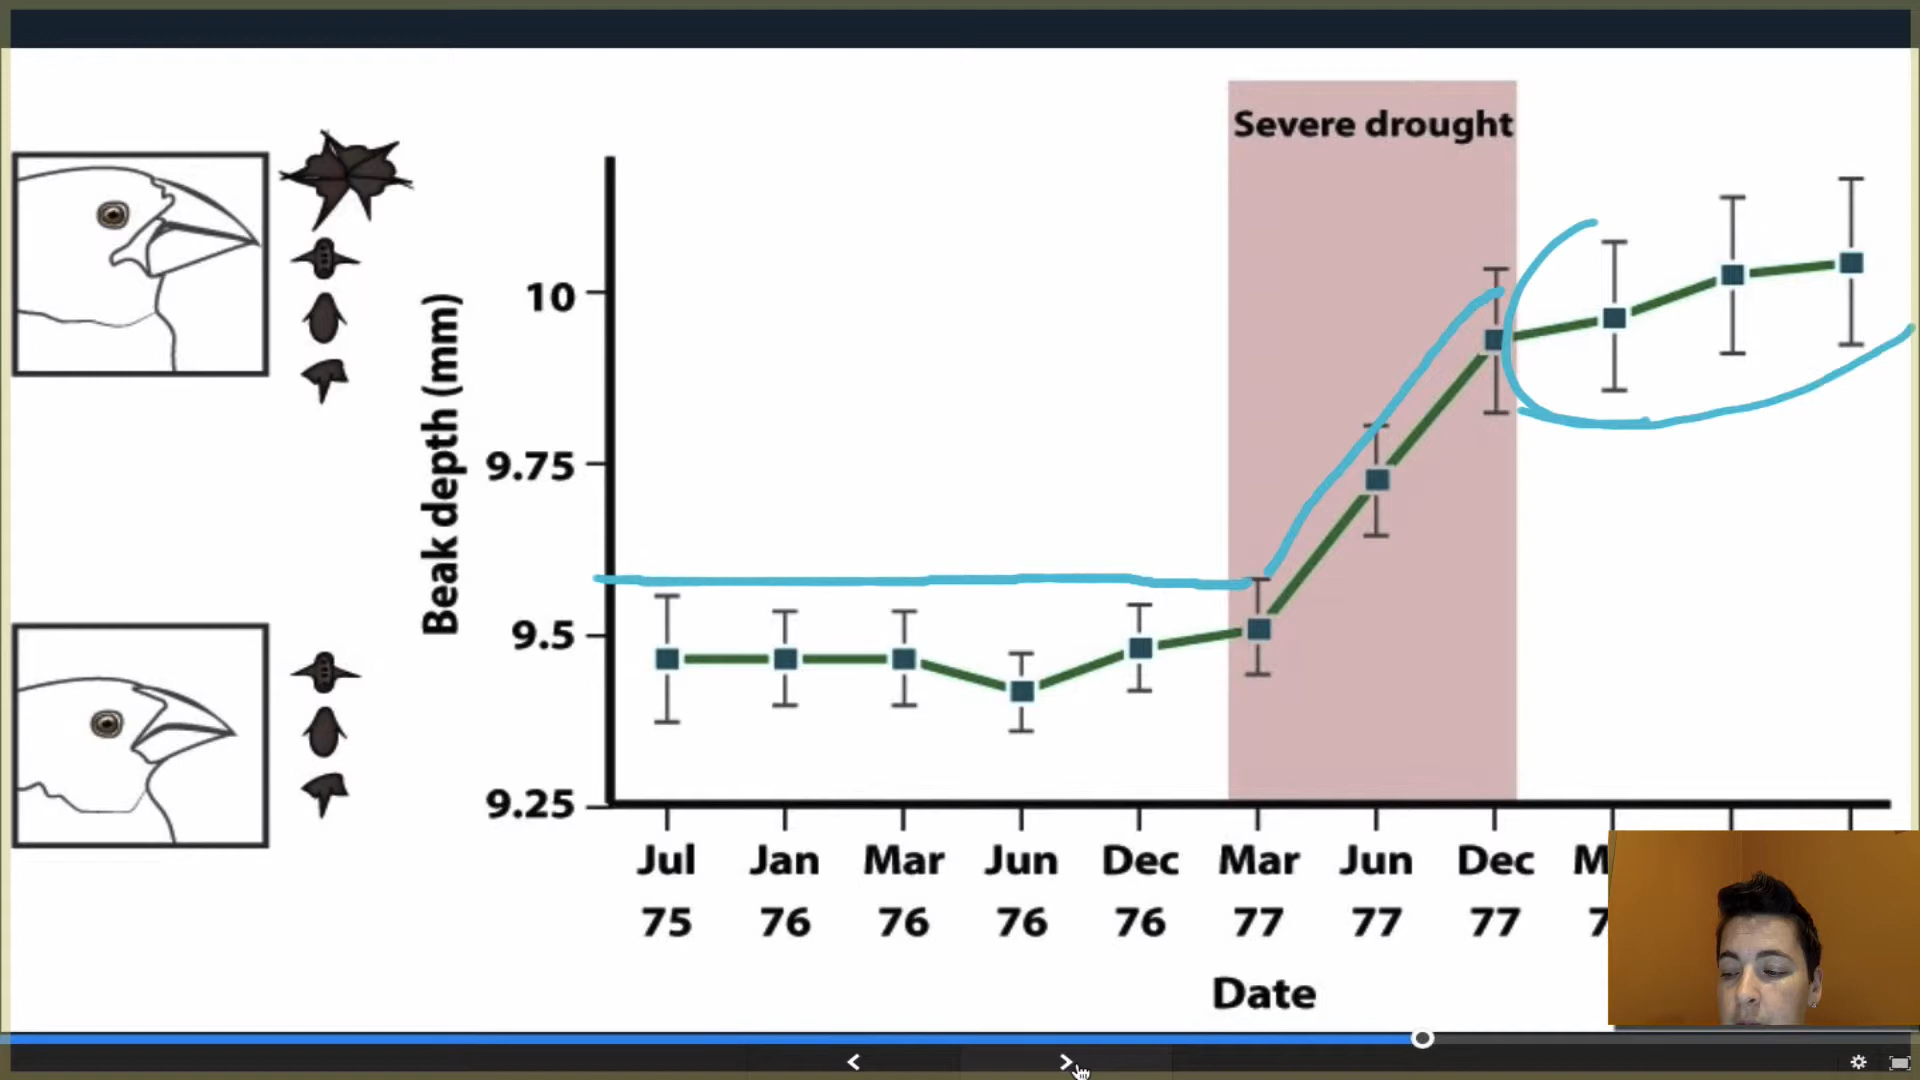 Severe drought
10
9.75
9.5
9.25
Beak depth (mm)
Jul Jan Mar Jun Dec Mar Jun Dec
75 76 76 76 76 77 77 77
Date